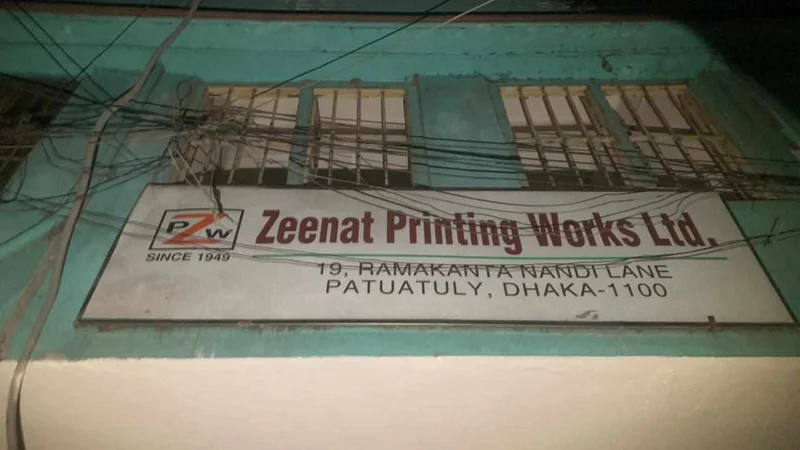 PZW
SINCE 1949
Zeenat Printing Works Ltd.
19, RAMAKANTA NANDI LANE
PATUATULY, DHAKA-1100